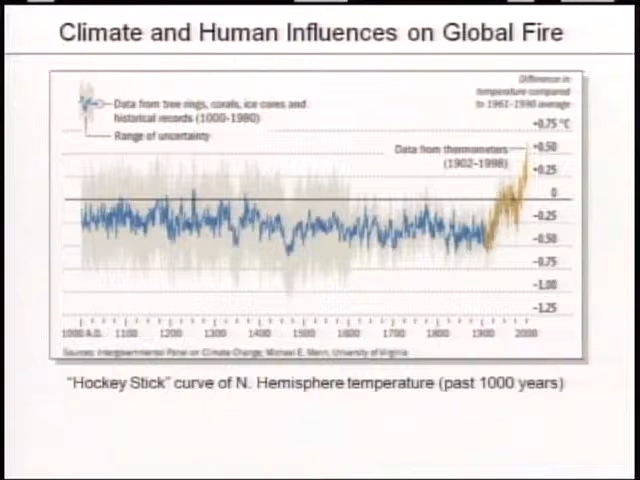 Climate and Human Influences on Global Fire
Difference in
temperature compared
to 1961–1990 average
Data from tree rings, corals, ice cores and
historical records (1000-1980)
Range of uncertainty
+0.75 °C
Data from thermometers
(1902–1998)
+0.50
+0.25
0
−0.25
−0.50
−0.75
−1.00
−1.25
1000 A.D. 1100 1200 1300 1400 1500 1600 1700 1800 1900 2000
Sources: Intergovernmental Panel on Climate Change; Michael E. Mann, University of Virginia
"Hockey Stick" curve of N. Hemisphere temperature (past 1000 years)